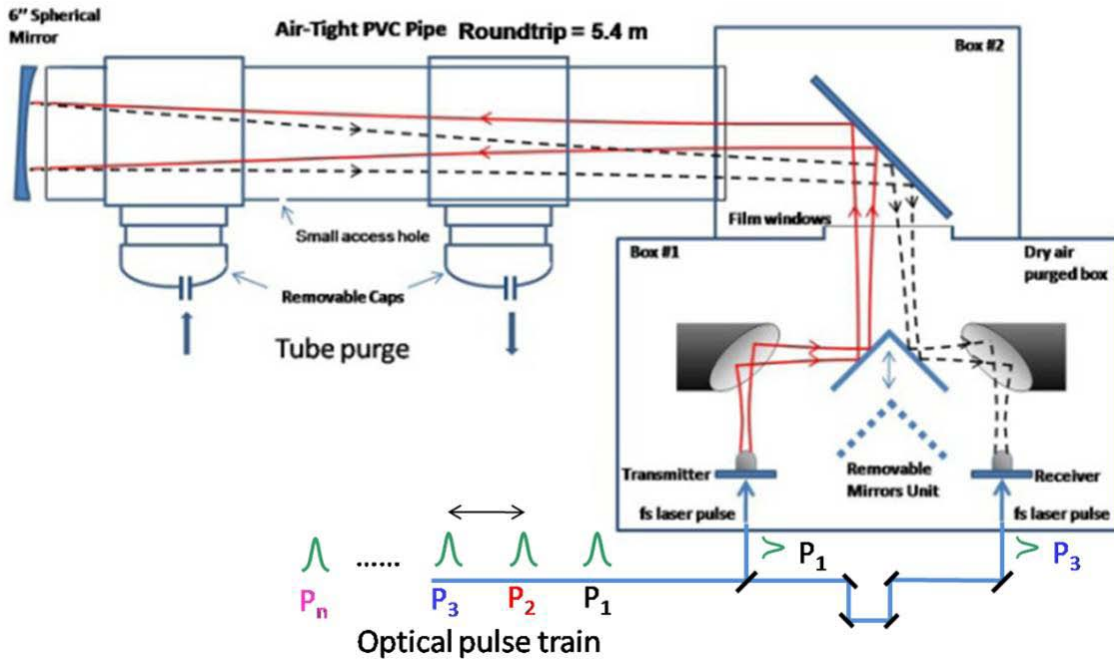 6" Spherical
Mirror
Air-Tight PVC Pipe Roundtrip = 5.4 m
Box #2
Small access hole
Film windows
Box #1
Dry air
purged box
Removable Caps
Tube purge
Transmitter
Removable
Mirrors Unit
Receiver
fs laser pulse
fs laser pulse
P1
P3
......
Pn
P3
P2
P1
Optical pulse train